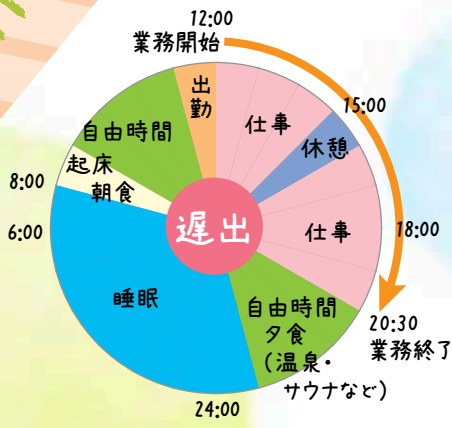 12:00
業務開始
出勤
仕事
15:00
休憩
自由時間
起床
朝食
8:00
6:00
遅出
仕事
18:00
睡眠
自由時間
夕食
(温泉・
サウナなど)
20:30
業務終了
24:00